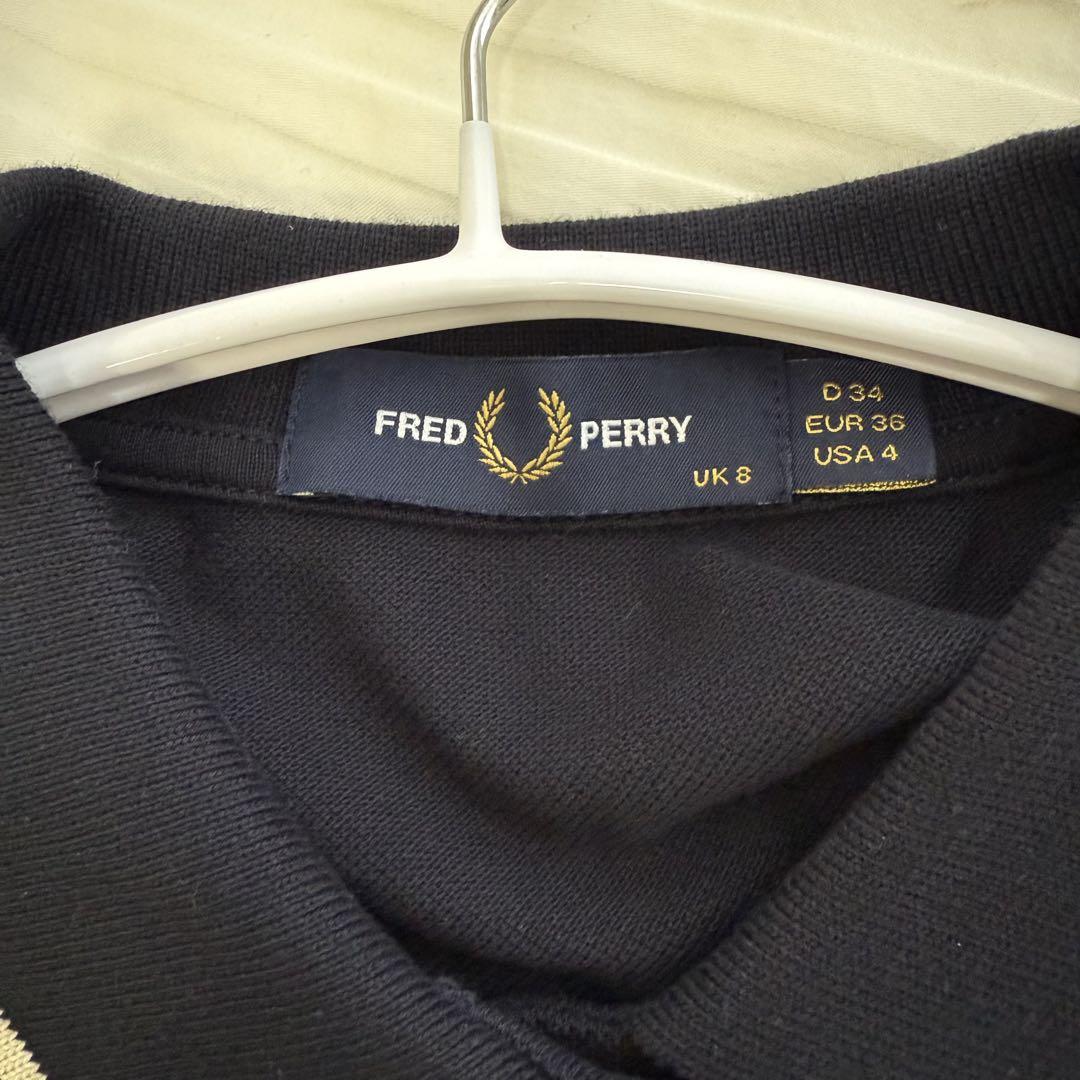 FRED PERRY
UK 8
D 34
EUR 36
USA 4